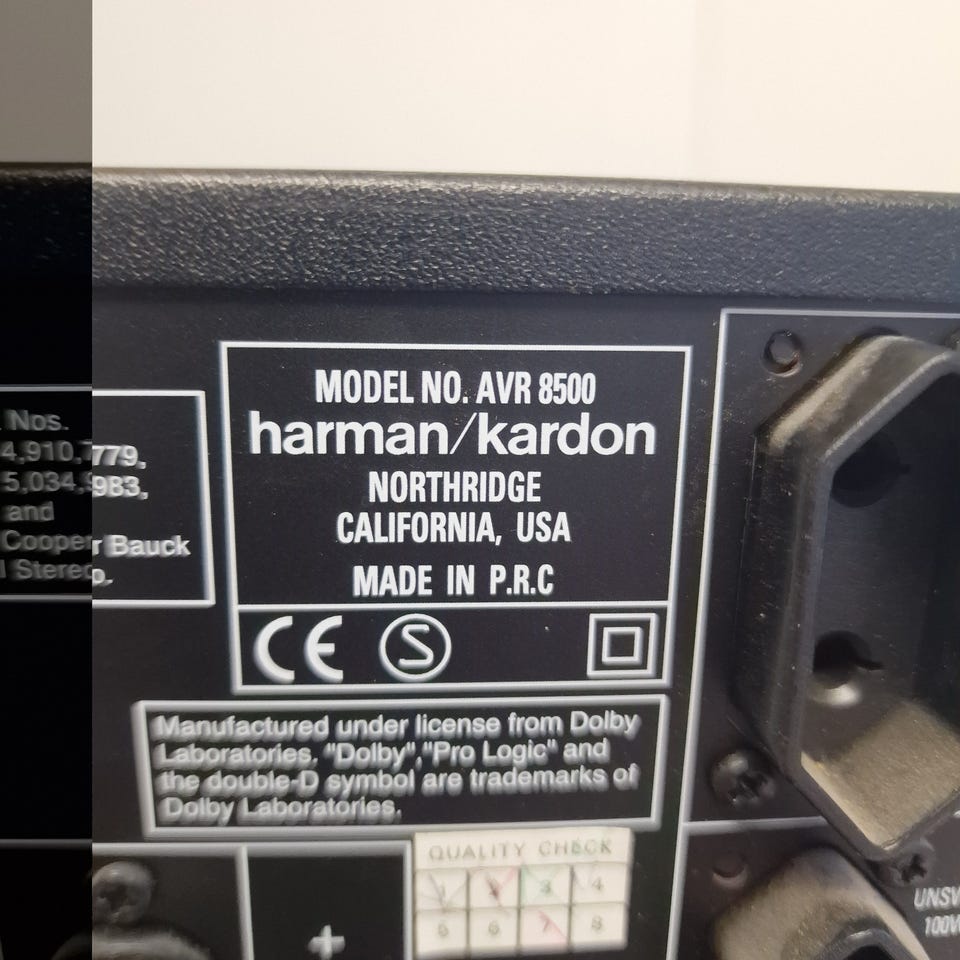 Nos.
4,910,779,
5,034,983,
and
Cooper Bauck
Stereo.
MODEL NO. AVR 8500
harman/kardon
NORTHRIDGE
CALIFORNIA, USA
MADE IN P.R.C
CE S
Manufactured under license from Dolby
Laboratories. "Dolby","Pro Logic" and
the double-D symbol are trademarks of
Dolby Laboratories.
QUALITY CHECK
1 2 3 4
5 6 7 8
+